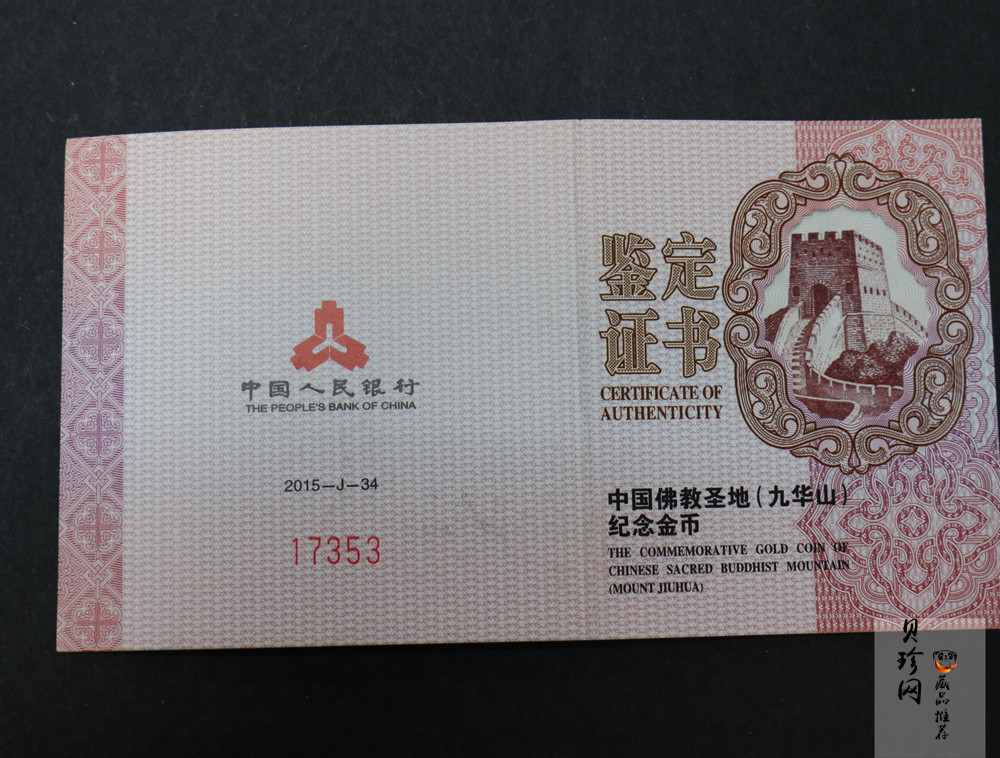 中国人民银行
THE PEOPLE'S BANK OF CHINA
2015－J－34
17353
鉴定
证书
CERTIFICATE OF
AUTHENTICITY
中国佛教圣地（九华山）
纪念金币
THE COMMEMORATIVE GOLD COIN OF
CHINESE SACRED BUDDHIST MOUNTAIN
(MOUNT JIUHUA)
贝珍网
藏品推荐